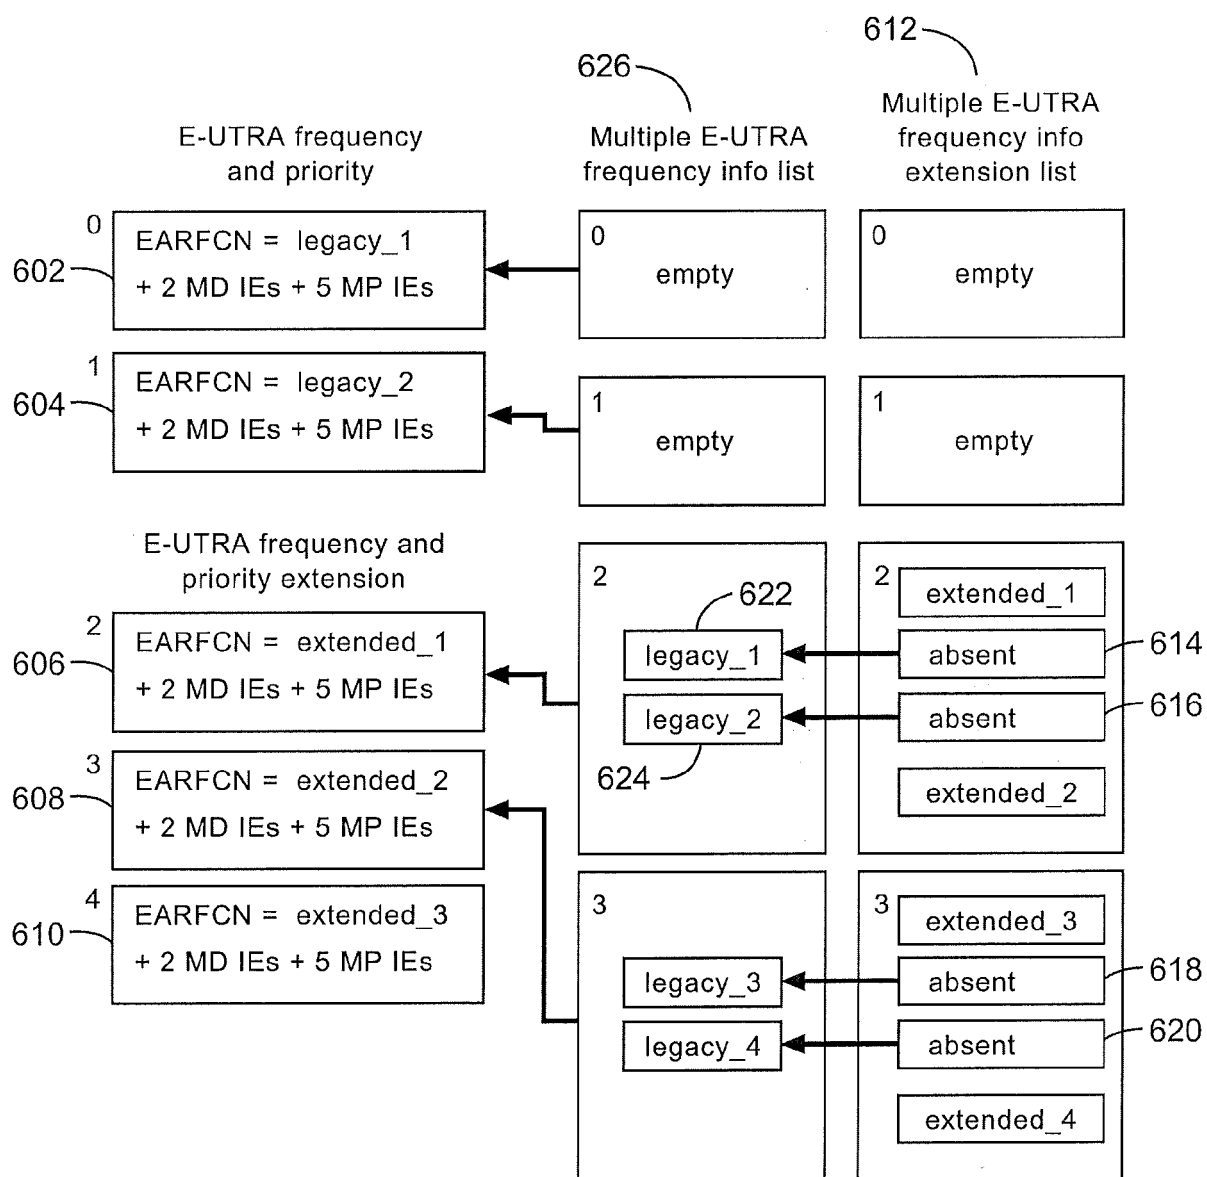 612
626
Multiple E-UTRA
frequency info
extension list
E-UTRA frequency
and priority
Multiple E-UTRA
frequency info list
0
EARFCN = legacy_1
+ 2 MD IEs + 5 MP IEs
602
0
empty
0
empty
1
EARFCN = legacy_2
+ 2 MD IEs + 5 MP IEs
604
1
empty
1
empty
E-UTRA frequency and
priority extension
2
EARFCN = extended_1
+ 2 MD IEs + 5 MP IEs
606
2
622
legacy_1
legacy_2
624
2
extended_1
absent
614
absent
616
extended_2
3
EARFCN = extended_2
+ 2 MD IEs + 5 MP IEs
608
4
EARFCN = extended_3
+ 2 MD IEs + 5 MP IEs
610
3
legacy_3
legacy_4
3
extended_3
absent
618
absent
620
extended_4